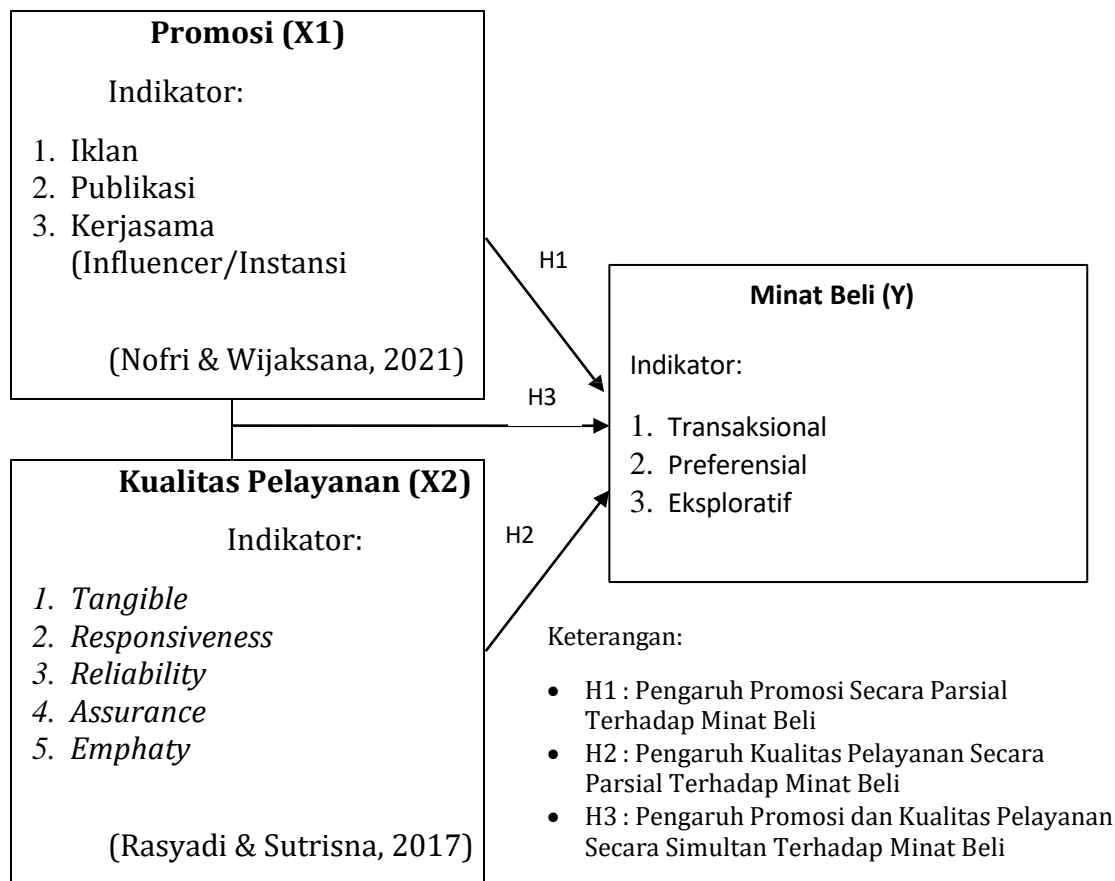 Promosi (X1)
Indikator:
1. Iklan
2. Publikasi
3. Kerjasama
(Influencer/Instansi
(Nofri & Wijaksana, 2021)
H1
H3
H2
Kualitas Pelayanan (X2)
Indikator:
1. Tangible
2. Responsiveness
3. Reliability
4. Assurance
5. Emphaty
(Rasyadi & Sutrisna, 2017)
Minat Beli (Y)
Indikator:
1. Transaksional
2. Preferensial
3. Eksploratif
Keterangan:
• H1 : Pengaruh Promosi Secara Parsial
Terhadap Minat Beli
• H2 : Pengaruh Kualitas Pelayanan Secara
Parsial Terhadap Minat Beli
• H3 : Pengaruh Promosi dan Kualitas Pelayanan
Secara Simultan Terhadap Minat Beli